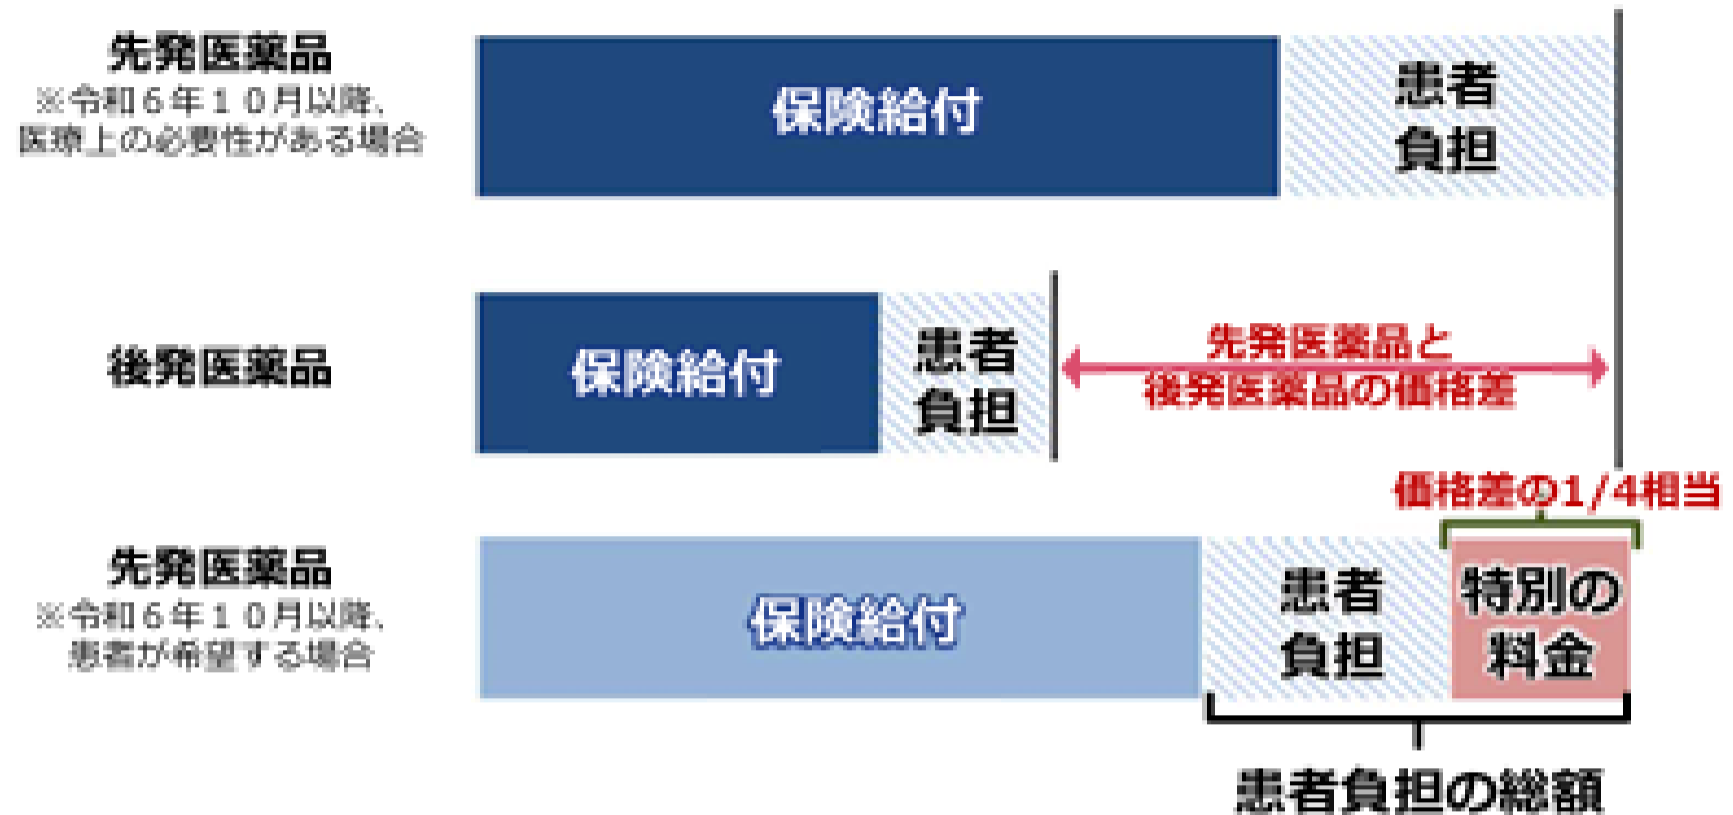 先発医薬品
※令和６年１０月以降、
医療上の必要性がある場合
保険給付
患者
負担
後発医薬品
保険給付
患者
負担
先発医薬品と
後発医薬品の価格差
価格差の1/4相当
先発医薬品
※令和６年１０月以降、
患者が希望する場合
保険給付
患者
負担
特別の
料金
患者負担の総額